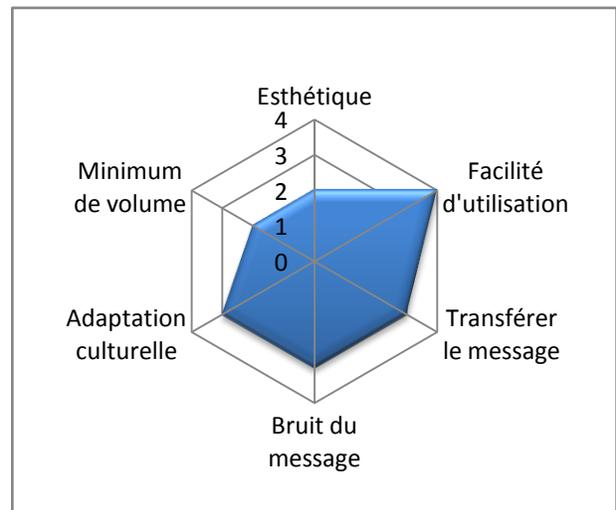 Esthétique
4
3
2
1
0
Facilité
d'utilisation
Transférer
le message
Bruit du
message
Adaptation
culturelle
Minimum
de volume